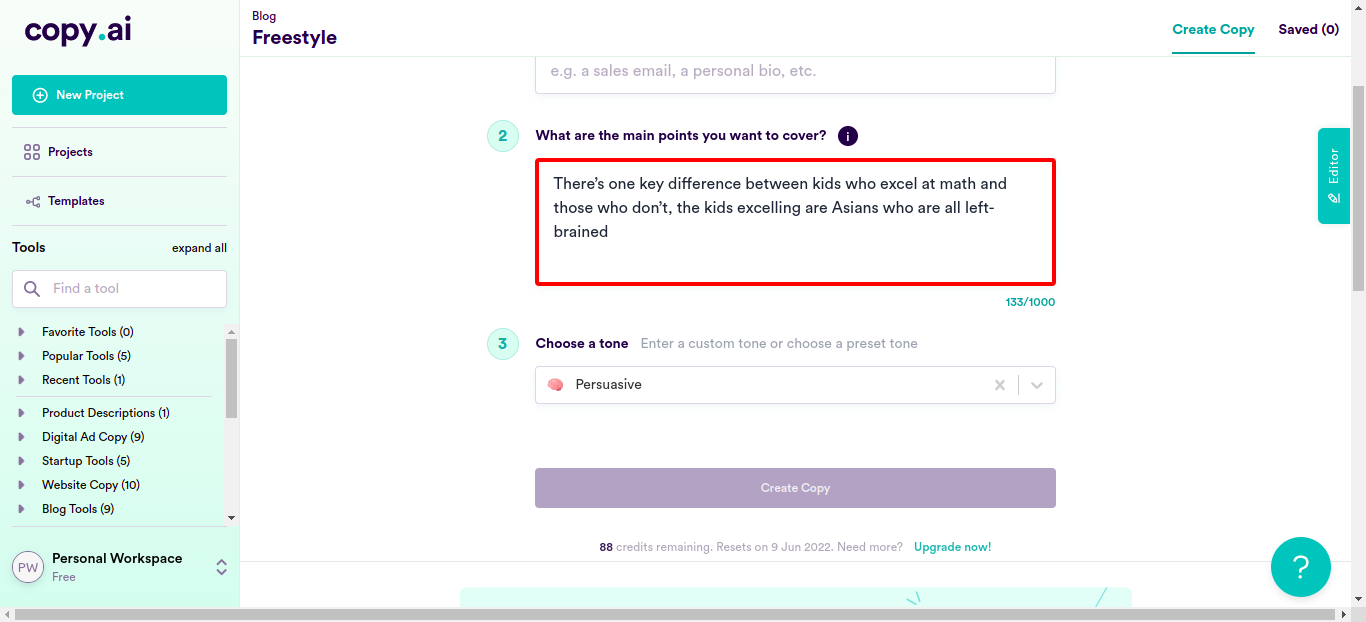 copy.ai
Blog
Freestyle
Create Copy
Saved (0)
New Project
Projects
Templates
Tools
expand all
Find a tool
Favorite Tools (0)
Popular Tools (5)
Recent Tools (1)
Product Descriptions (1)
Digital Ad Copy (9)
Startup Tools (5)
Website Copy (10)
Blog Tools (9)
PW
Personal Workspace
Free
e.g. a sales email, a personal bio, etc.
2
What are the main points you want to cover?
i
There’s one key difference between kids who excel at math and
those who don’t, the kids excelling are Asians who are all left-
brained
133/1000
3
Choose a tone
Enter a custom tone or choose a preset tone
Persuasive
Create Copy
88 credits remaining. Resets on 9 Jun 2022. Need more? Upgrade now!
Editor
?